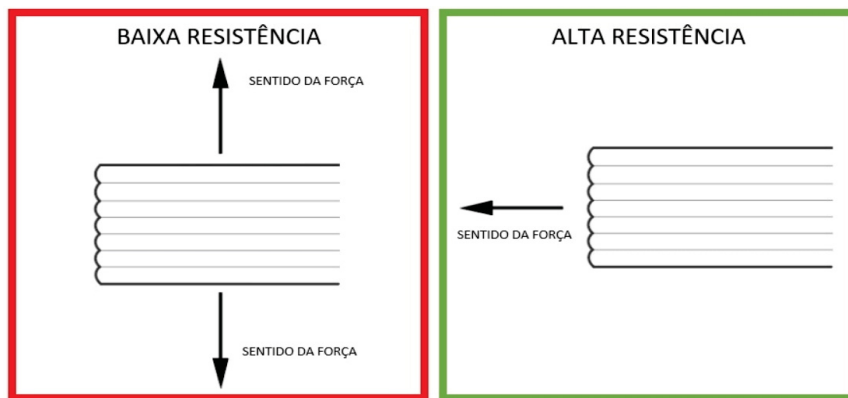 BAIXA RESISTÊNCIA
SENTIDO DA FORÇA
SENTIDO DA FORÇA
ALTA RESISTÊNCIA
SENTIDO DA FORÇA